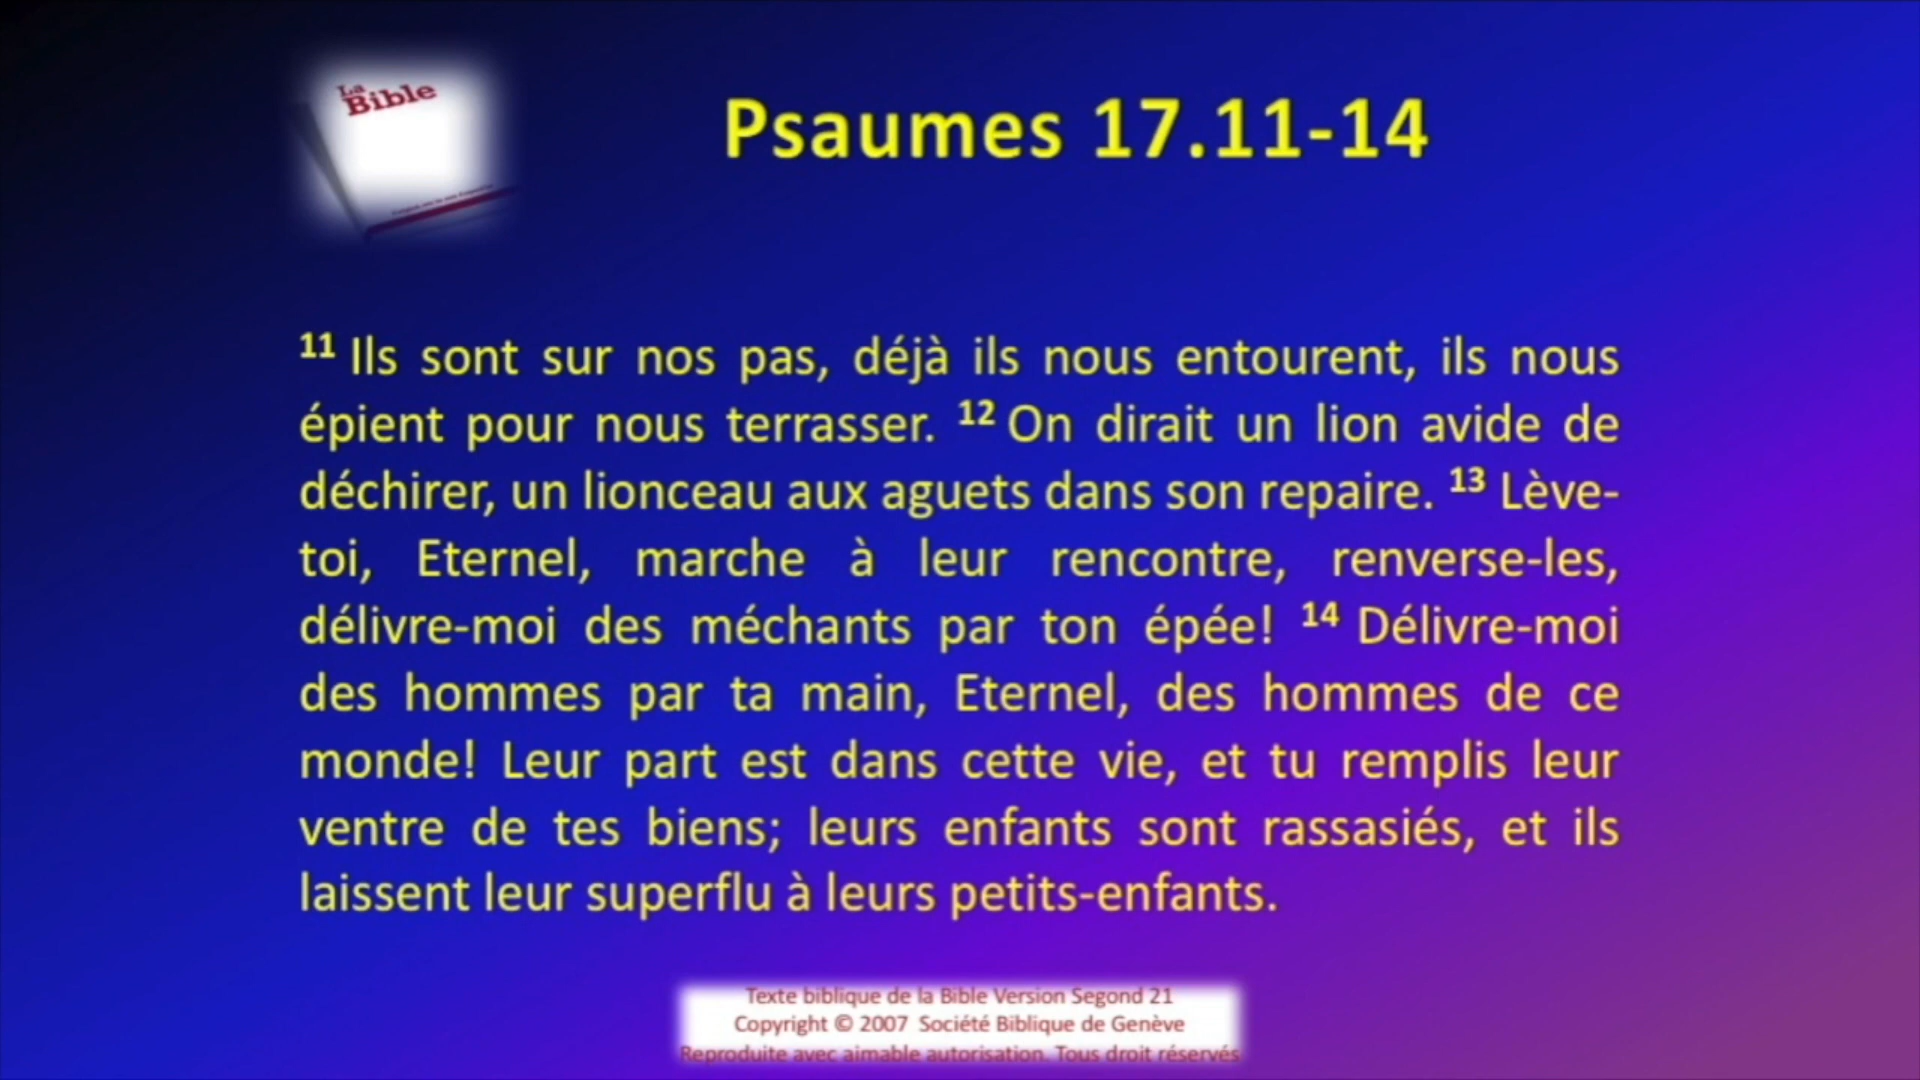 La
Bible
Psaumes 17.11-14
11 Ils sont sur nos pas, déjà ils nous entourent, ils nous
épient pour nous terrasser. 12 On dirait un lion avide de
déchirer, un lionceau aux aguets dans son repaire. 13 Lève-
toi, Eternel, marche à leur rencontre, renverse-les,
délivre-moi des méchants par ton épée! 14 Délivre-moi
des hommes par ta main, Eternel, des hommes de ce
monde! Leur part est dans cette vie, et tu remplis leur
ventre de tes biens; leurs enfants sont rassasiés, et ils
laissent leur superflu à leurs petits-enfants.
Texte biblique de la Bible Version Segond 21
Copyright © 2007 Société Biblique de Genève
Reproduite avec aimable autorisation. Tous droit réservés